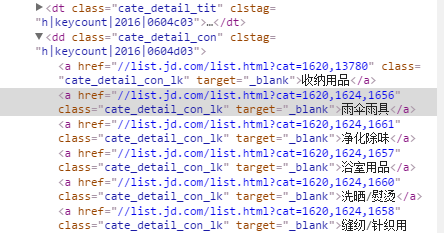 ▶<dt class="cate_detail_tit" clstag=
"h|keycount|2016|0604c03">…</dt>
▼<dd class="cate_detail_con" clstag=
"h|keycount|2016|0604d03">
<a href="//list.jd.com/list.html?cat=1620,13780" class=
"cate_detail_con_lk" target="_blank">收纳用品</a>
<a href="//list.jd.com/list.html?cat=1620,1624,1656"
class="cate_detail_con_lk" target="_blank">雨伞雨具</a>
<a href="//list.jd.com/list.html?cat=1620,1624,1661"
class="cate_detail_con_lk" target="_blank">净化除味</a>
<a href="//list.jd.com/list.html?cat=1620,1624,1657"
class="cate_detail_con_lk" target="_blank">浴室用品</a>
<a href="//list.jd.com/list.html?cat=1620,1624,1660"
class="cate_detail_con_lk" target="_blank">洗晒/熨烫</a>
<a href="//list.jd.com/list.html?cat=1620,1624,1658"
class="cate_detail_con_lk" target="_blank">缝纫/针织用